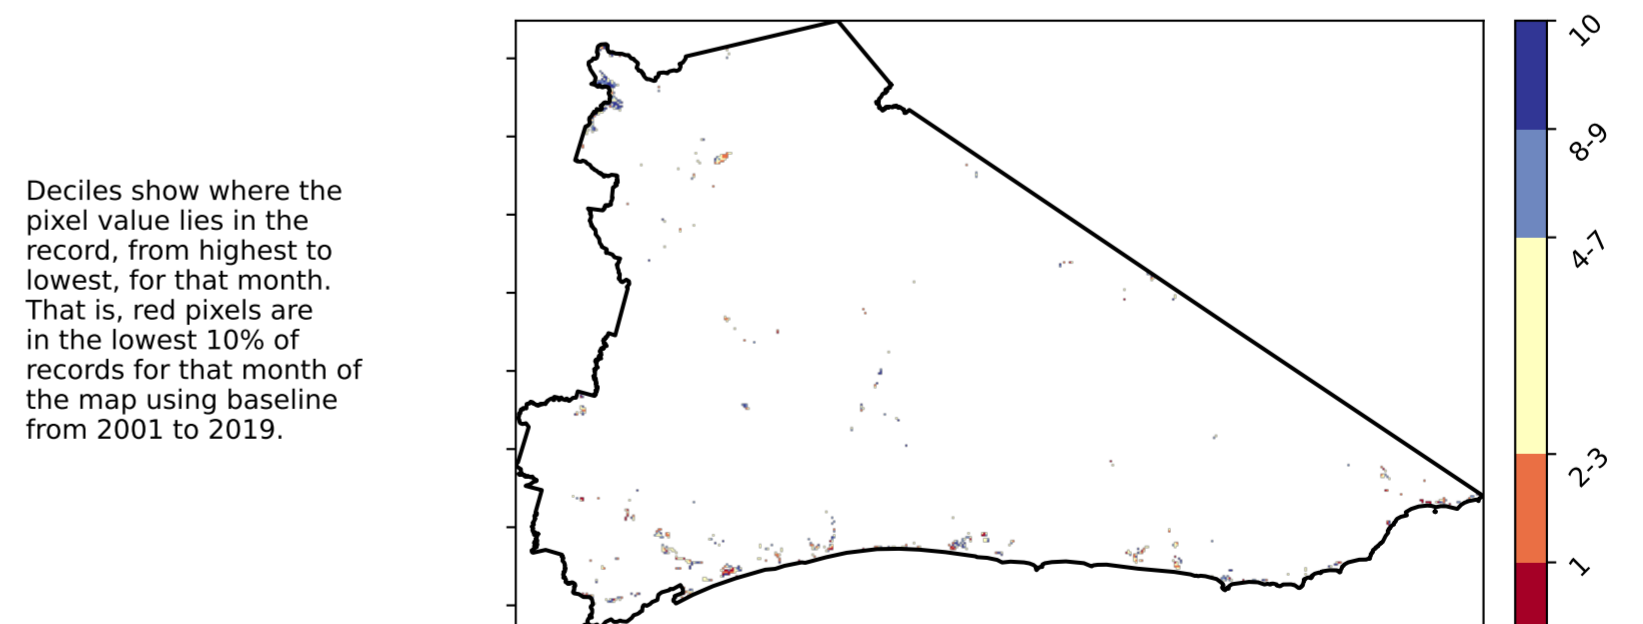 Deciles show where the
pixel value lies in the
record, from highest to
lowest, for that month.
That is, red pixels are
in the lowest 10% of
records for that month of
the map using baseline
from 2001 to 2019.
10
8-9
4-7
2-3
1